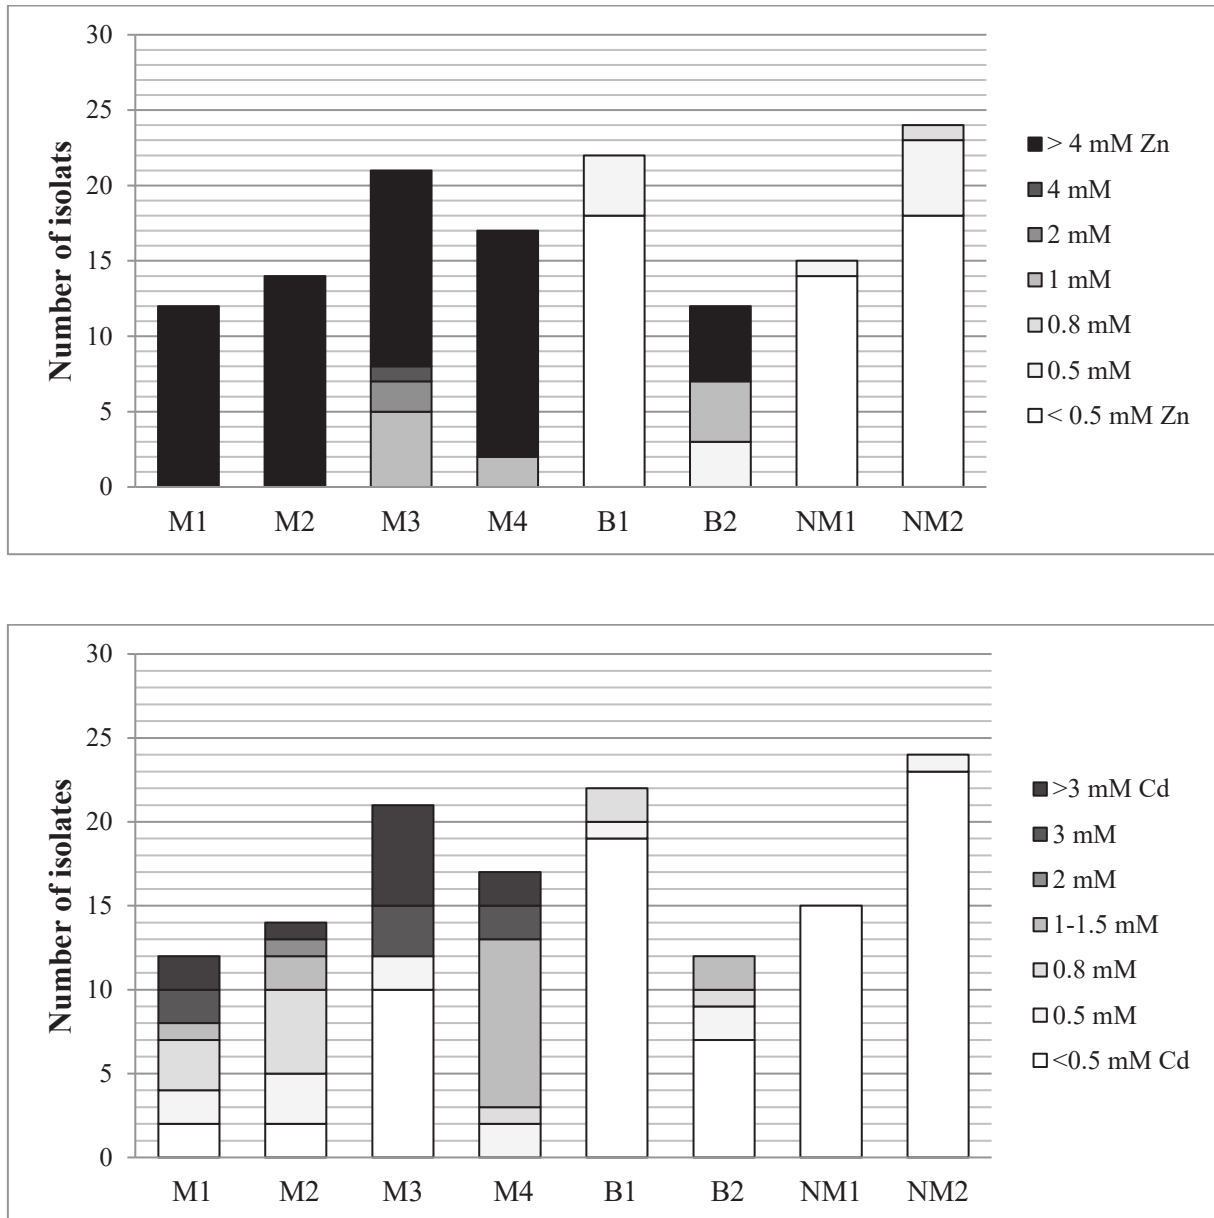 Number of isolats
30
25
20
15
10
5
0
M1 M2 M3 M4 B1 B2 NM1 NM2
> 4 mM Zn
4 mM
2 mM
1 mM
0.8 mM
0.5 mM
< 0.5 mM Zn
Number of isolates
30
25
20
15
10
5
0
M1 M2 M3 M4 B1 B2 NM1 NM2
>3 mM Cd
3 mM
2 mM
1-1.5 mM
0.8 mM
0.5 mM
<0.5 mM Cd